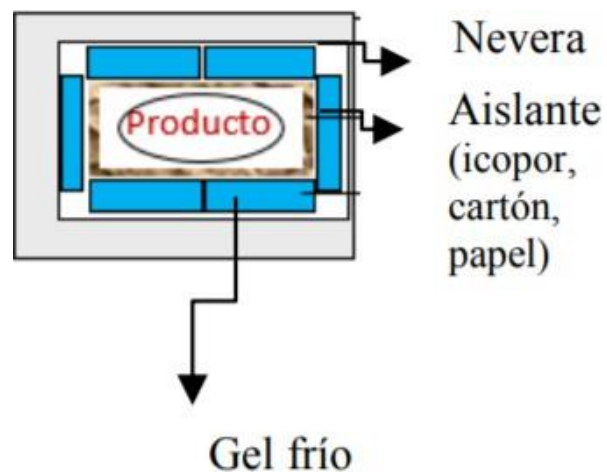 Nevera
Producto
Aislante
(icopor,
cartón,
papel)
Gel frío